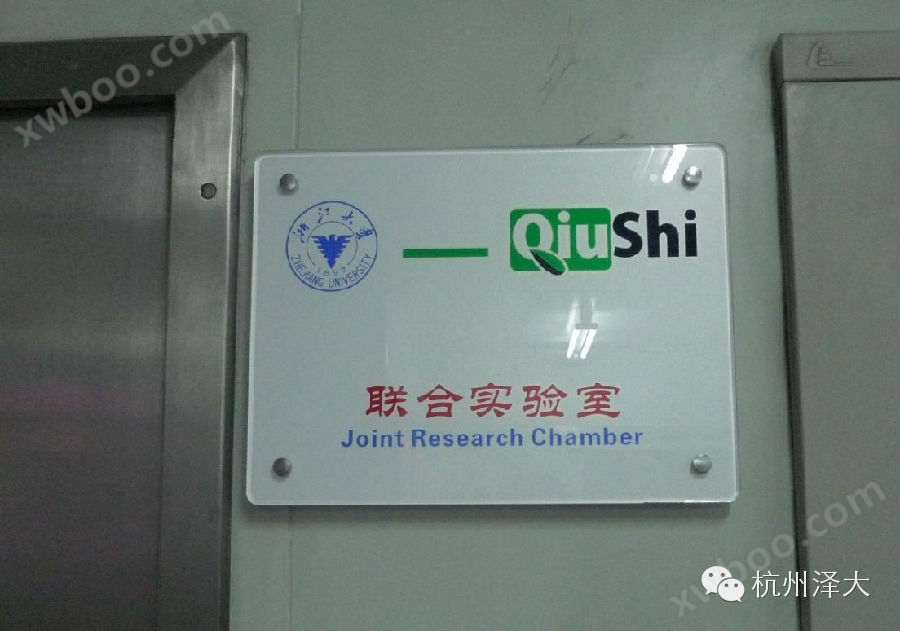 xwboo.com
浙江大学
1897
ZHEJIANG UNIVERSITY
QiuShi
联合实验室
Joint Research Chamber
xwboo.com
杭州泽大